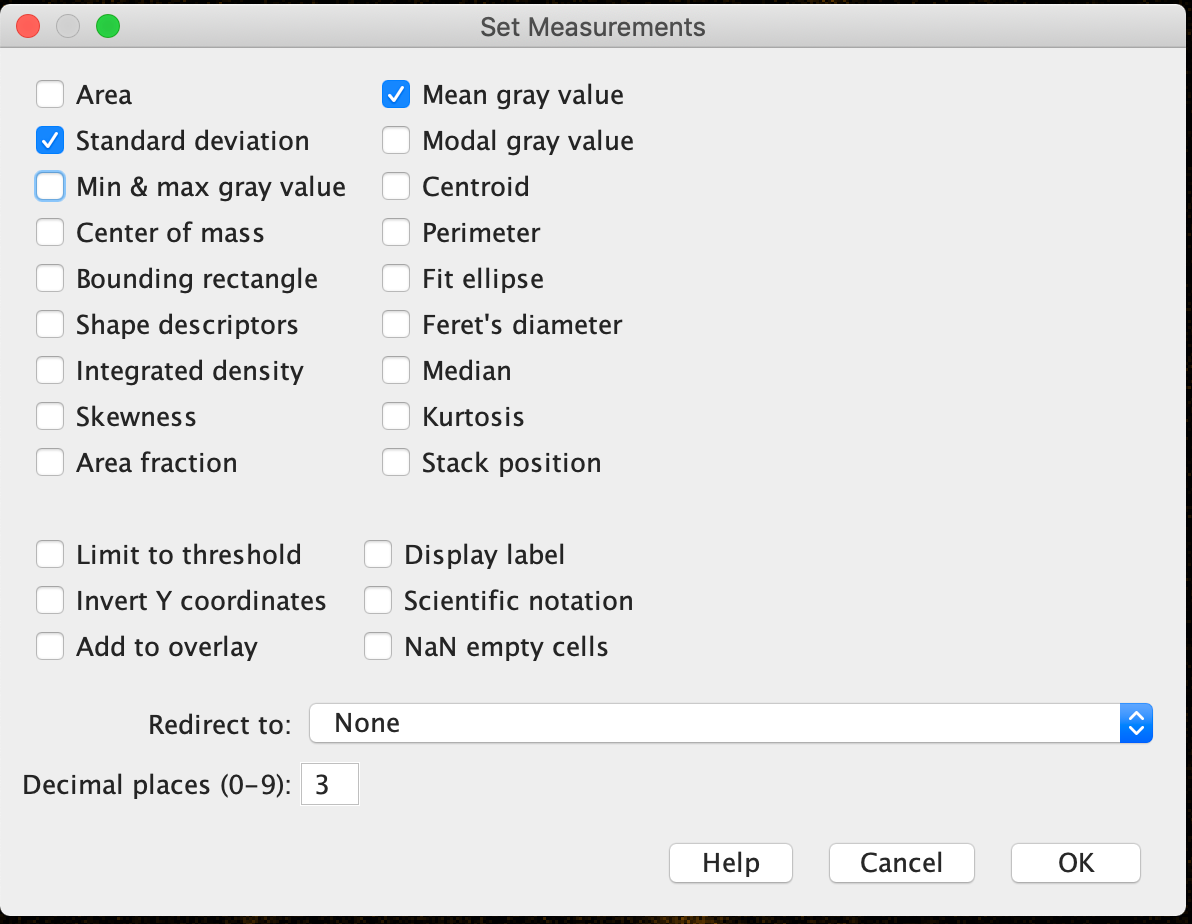 Set Measurements
Area Mean gray value
Standard deviation Modal gray value
Min & max gray value Centroid
Center of mass Perimeter
Bounding rectangle Fit ellipse
Shape descriptors Feret's diameter
Integrated density Median
Skewness Kurtosis
Area fraction Stack position
Limit to threshold Display label
Invert Y coordinates Scientific notation
Add to overlay NaN empty cells
Redirect to: None
Decimal places (0-9): 3
Help Cancel OK